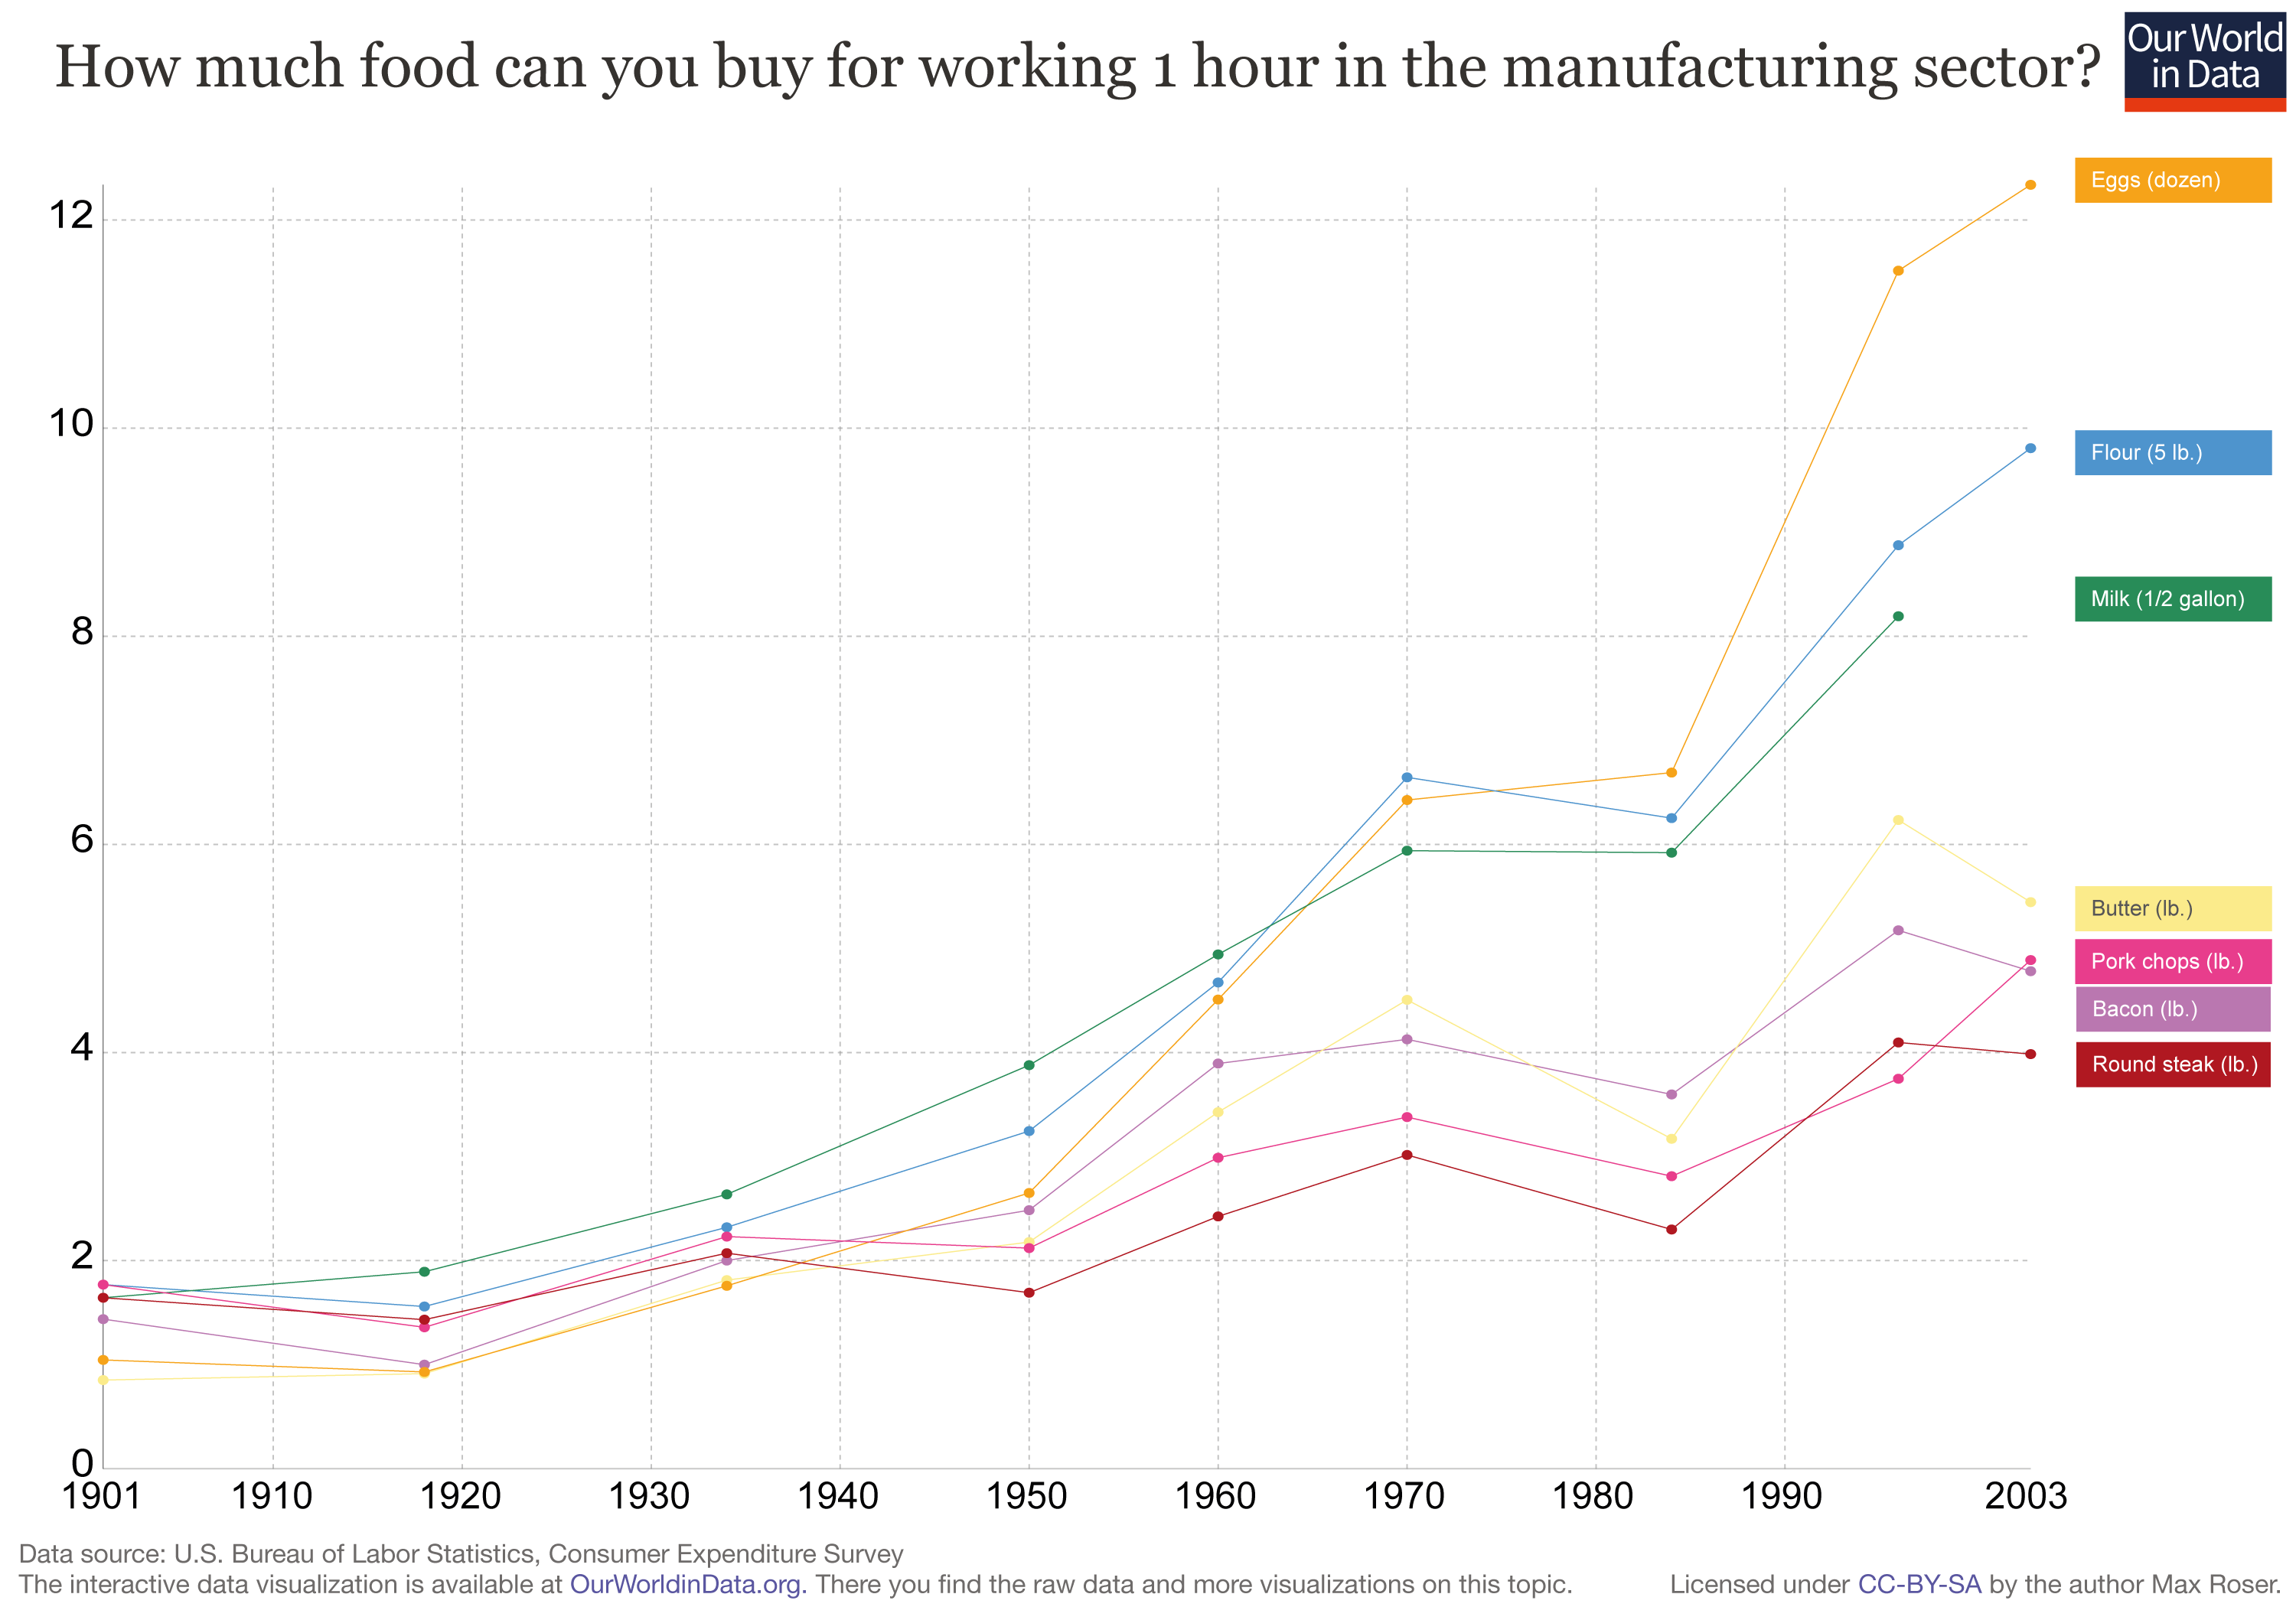 How much food can you buy for working 1 hour in the manufacturing sector?
Our World
in Data
12
10
8
6
4
2
0
Eggs (dozen)
Flour (5 lb.)
Milk (1/2 gallon)
Butter (lb.)
Pork chops (lb.)
Bacon (lb.)
Round steak (lb.)
1901 1910 1920 1930 1940 1950 1960 1970 1980 1990 2003
Data source: U.S. Bureau of Labor Statistics, Consumer Expenditure Survey
The interactive data visualization is available at OurWorldinData.org. There you find the raw data and more visualizations on this topic.
Licensed under CC-BY-SA by the author Max Roser.